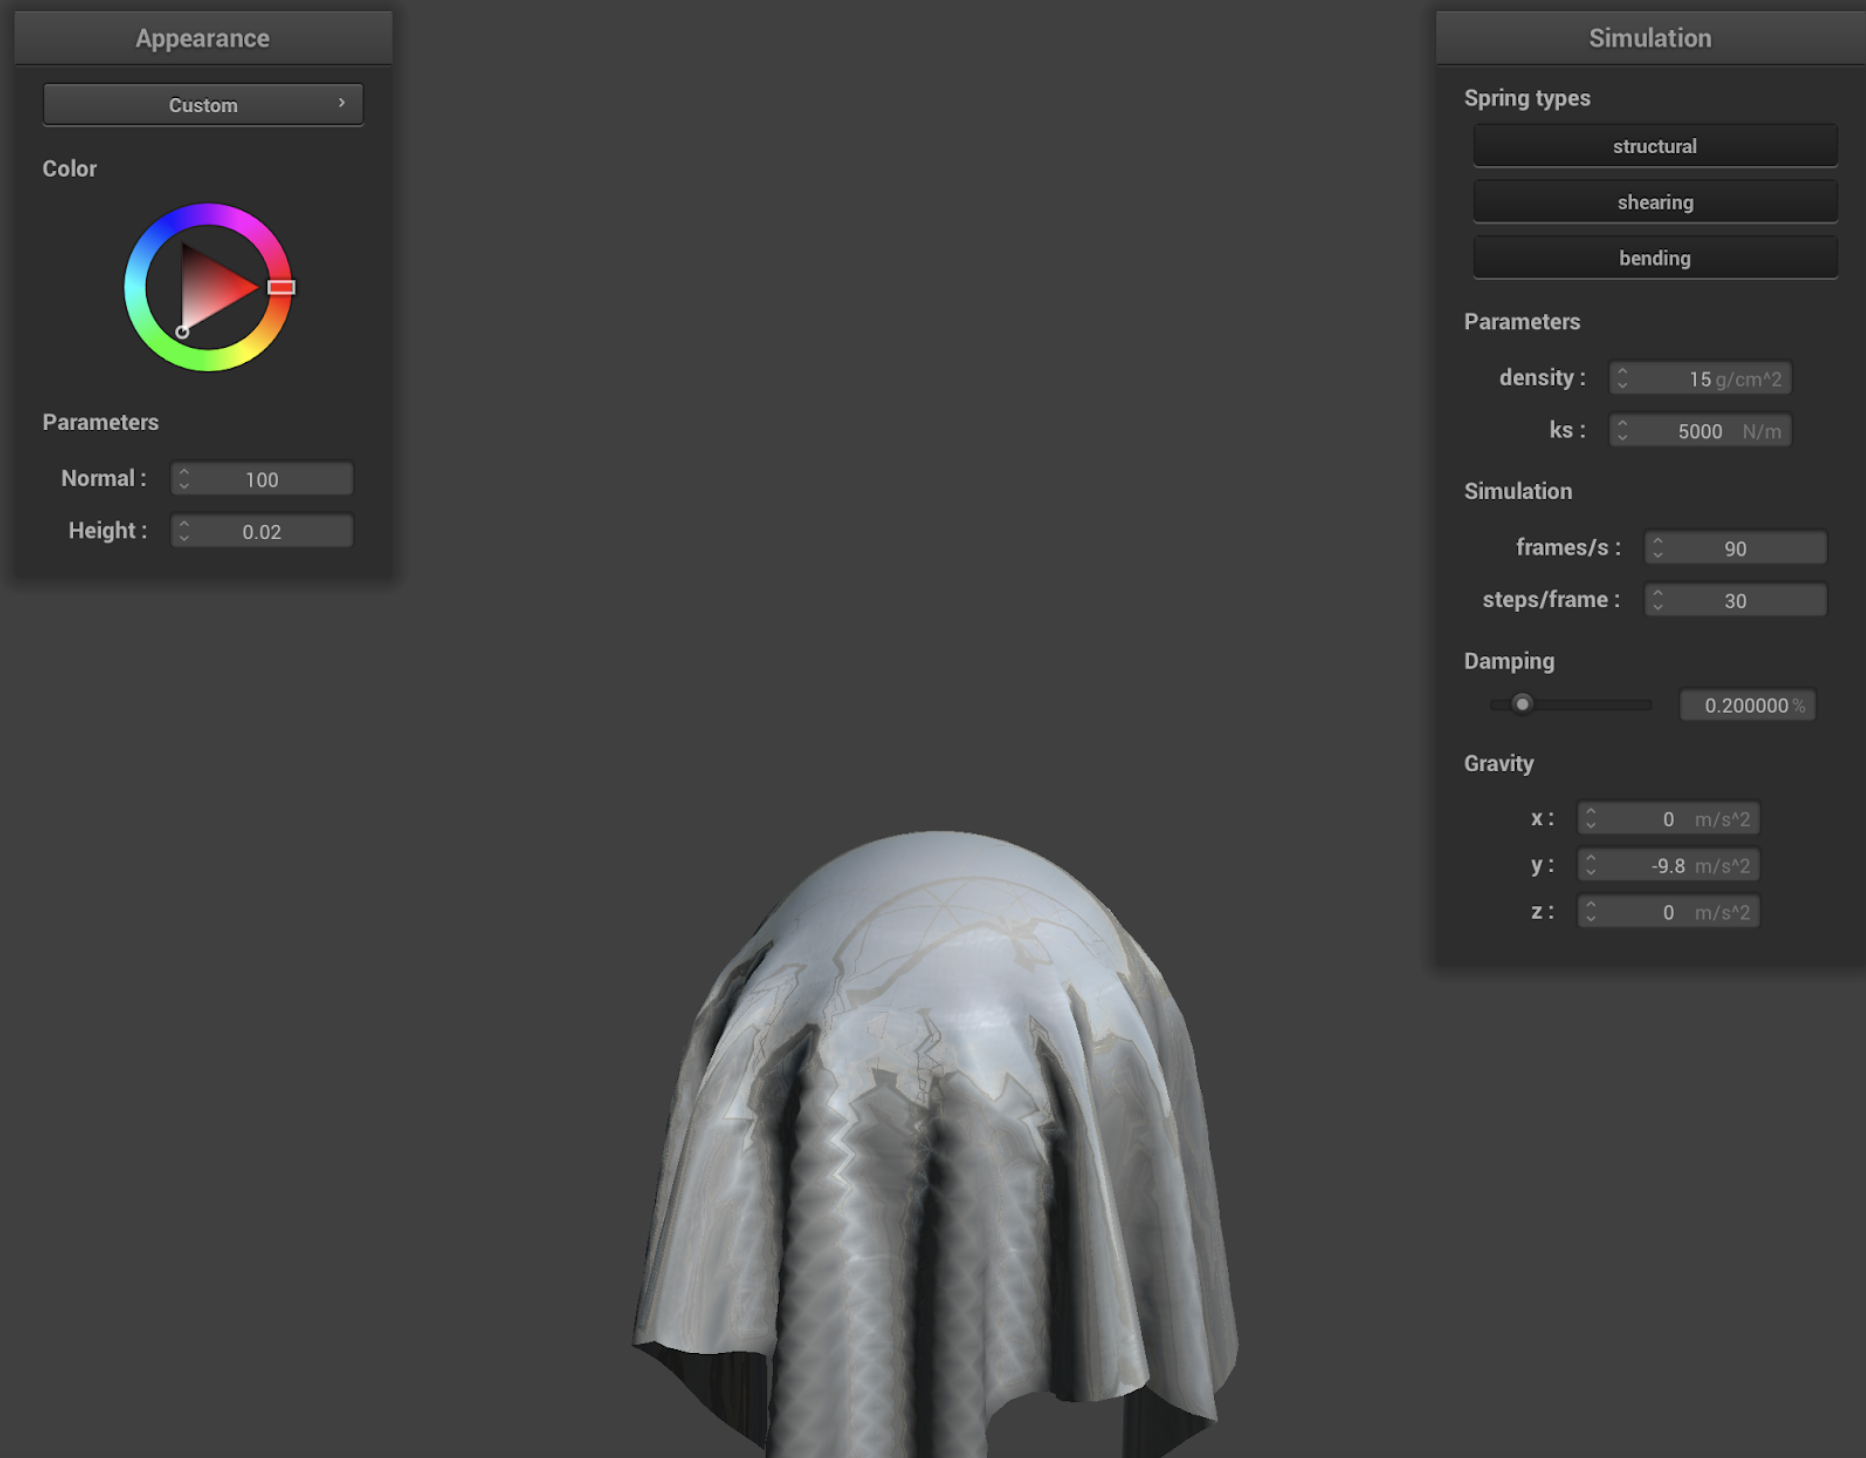 Appearance
Custom
Color
Parameters
Normal : 100
Height : 0.02
Simulation
Spring types
structural
shearing
bending
Parameters
density : 15 g/cm^2
ks : 5000 N/m
Simulation
frames/s : 90
steps/frame : 30
Damping
0.200000 %
Gravity
x : 0 m/s^2
y : -9.8 m/s^2
z : 0 m/s^2